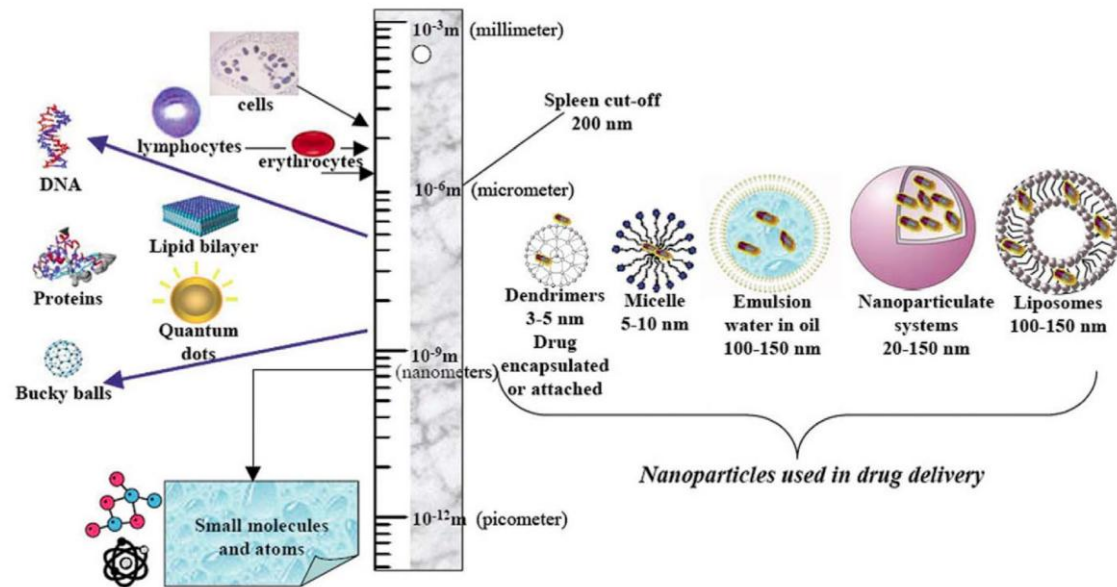 10⁻³m (millimeter)
cells
Spleen cut-off
200 nm
lymphocytes
erythrocytes
DNA
10⁻⁶m (micrometer)
Lipid bilayer
Proteins
Quantum
dots
Bucky balls
Dendrimers
3-5 nm
Drug
encapsulated
or attached
Micelle
5-10 nm
Emulsion
water in oil
100-150 nm
Nanoparticulate
systems
20-150 nm
Liposomes
100-150 nm
10⁻⁹m
(nanometers)
Nanoparticles used in drug delivery
Small molecules
and atoms
10⁻¹²m (picometer)